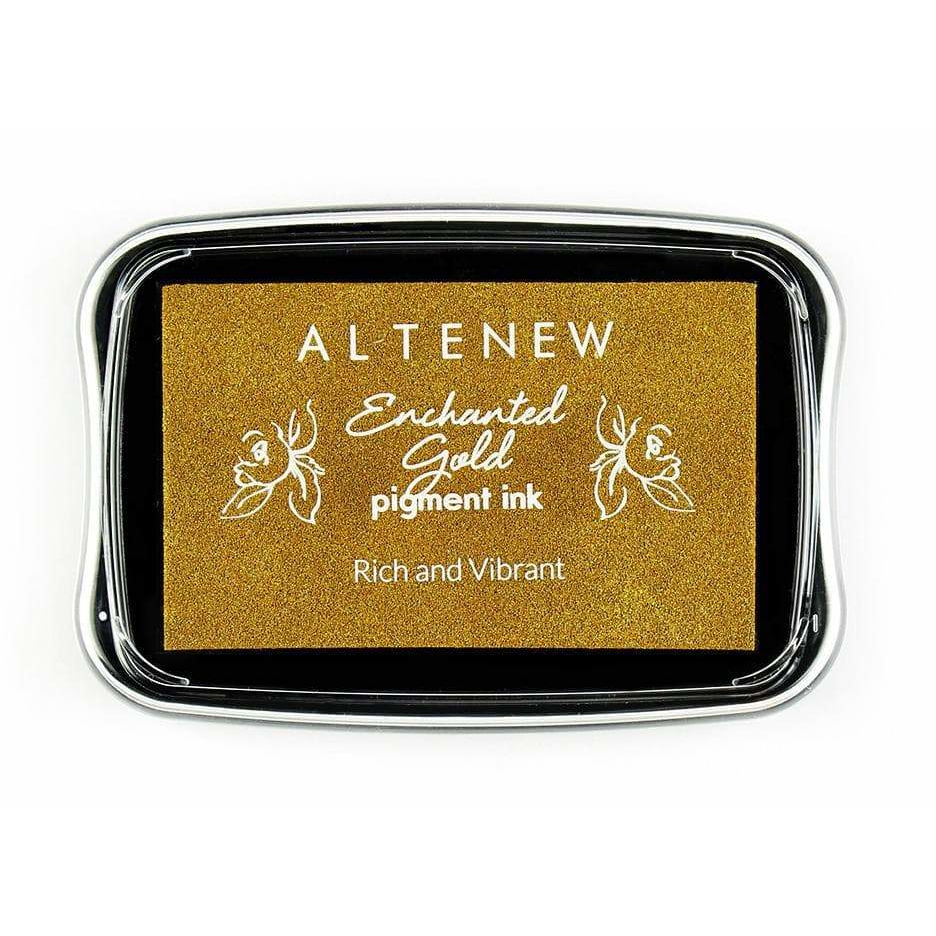 ALTENEW
Enchanted
Gold
pigment ink
Rich and Vibrant